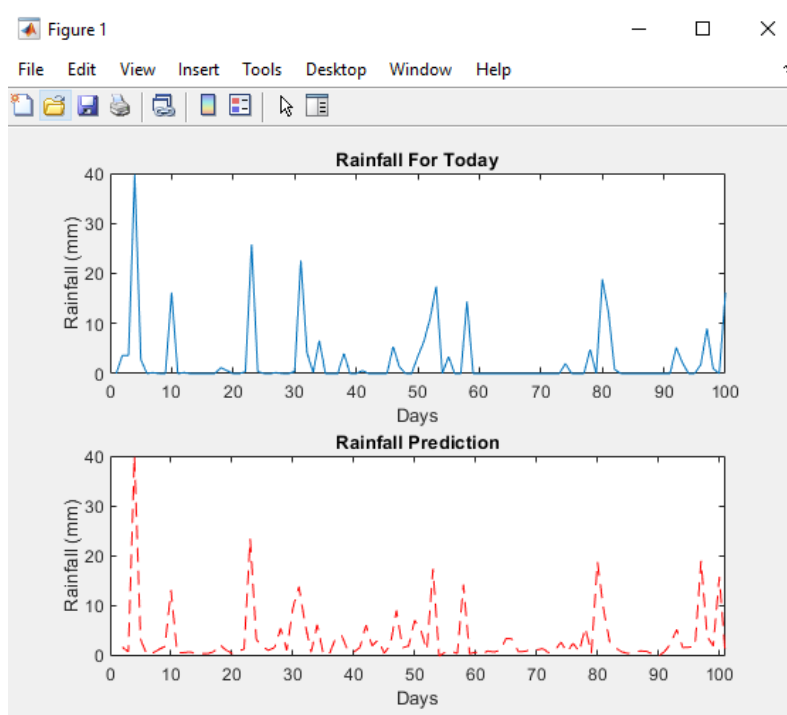 Figure 1
File Edit View Insert Tools Desktop Window Help
Rainfall For Today
Rainfall (mm)
40
30
20
10
0
0 10 20 30 40 50 60 70 80 90 100
Days
Rainfall Prediction
Rainfall (mm)
40
30
20
10
0
0 10 20 30 40 50 60 70 80 90 100
Days